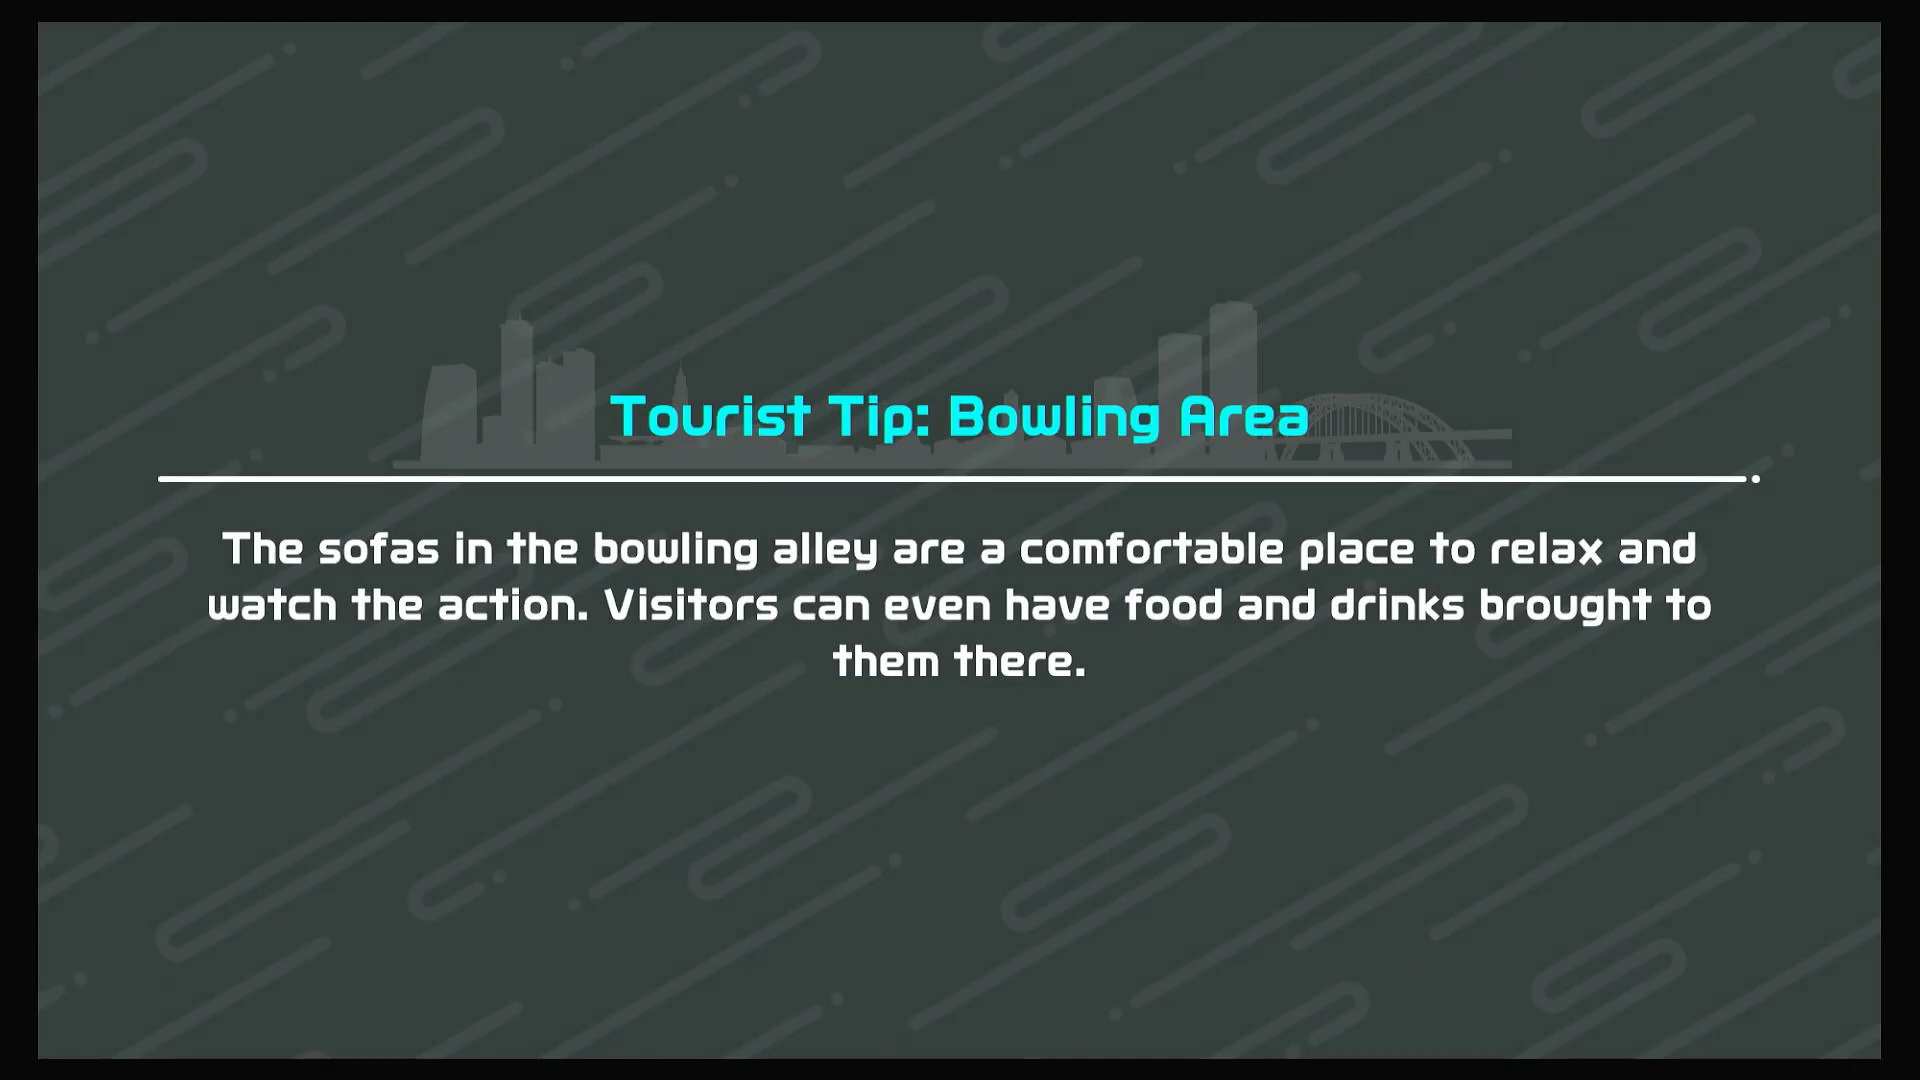 Tourist Tip: Bowling Area
The sofas in the bowling alley are a comfortable place to relax and
watch the action. Visitors can even have food and drinks brought to
them there.